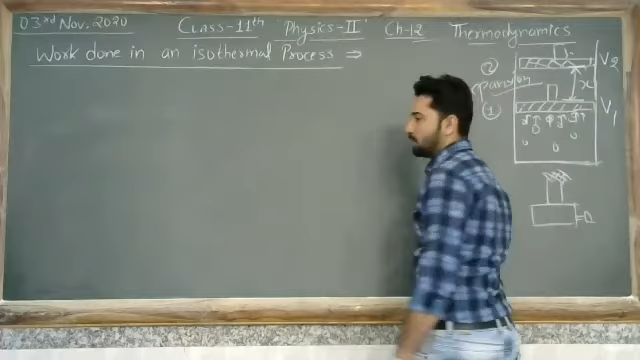 03rd Nov. 2020 Class-11th Physics-II Ch-12 Thermodynamics
Work done in an isothermal Process ⇒
② V2
x
① V1